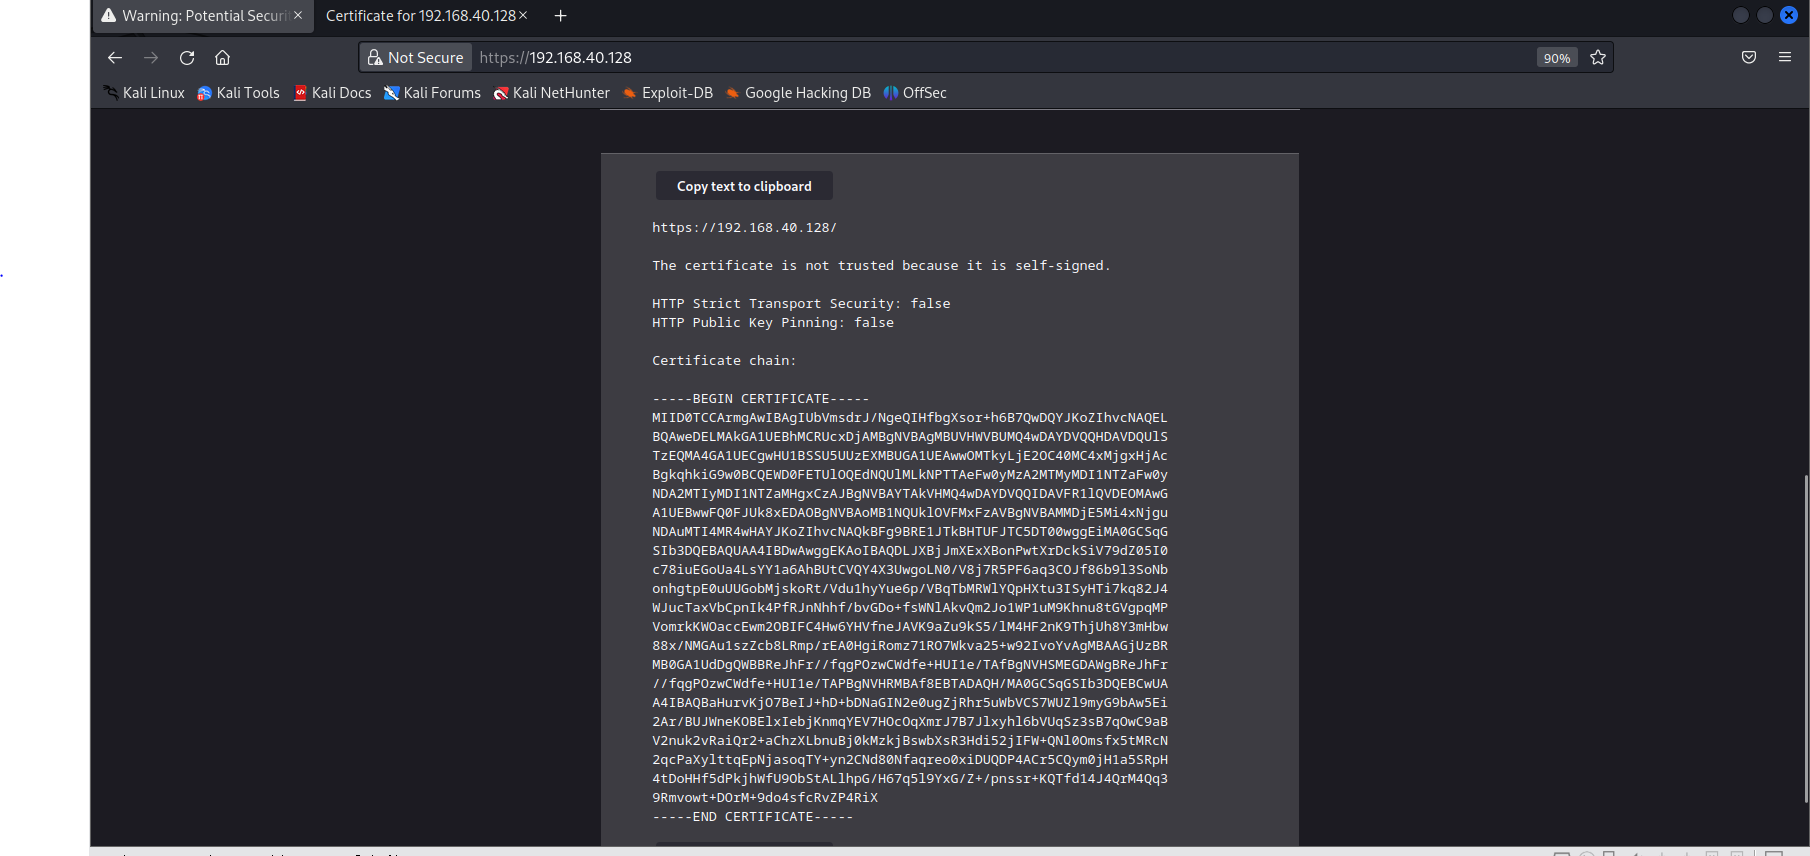 Warning: Potential Securi
Certificate for 192.168.40.128
Not Secure https://192.168.40.128 90%
Kali Linux Kali Tools Kali Docs Kali Forums Kali NetHunter Exploit-DB Google Hacking DB OffSec
Copy text to clipboard
https://192.168.40.128/
The certificate is not trusted because it is self-signed.
HTTP Strict Transport Security: false
HTTP Public Key Pinning: false
Certificate chain:
-----BEGIN CERTIFICATE-----
MIID0TCCArmgAwIBAgIUbVmsdrJ/NgeQIHfbgXsor+h6B7QwDQYJKoZIhvcNAQEL
BQAweDELMAkGA1UEBhMCRUcxDjAMBgNVBAgMBUVHWVBUMQ4wDAYDVQQHDAVDQUlS
TzEQMA4GA1UECgwHU1BSSU5UUzEXMBUGA1UEAwwOMTkyLjE2OC40MC4xMjgxHjAc
BgkqhkiG9w0BCQEWD0FETUlOQEdNQUlMLkNPTTAeFw0yMzA2MTMyMDI1NTZaFw0y
NDA2MTIyMDI1NTZaMHgxCzAJBgNVBAYTAkVHMQ4wDAYDVQQIDAVFR1lQVDEOMAwG
A1UEBwwFQ0FJUk8xEDAOBgNVBAoMB1NQUklOVFMxFzAVBgNVBAMMDjE5Mi4xNjgu
NDAuMTI4MR4wHAYJKoZIhvcNAQkBFg9BRE1JTkBHTUFJTC5DT00wggEiMA0GCSqG
SIb3DQEBAQUAA4IBDwAwggEKAoIBAQDLJXBjJmXExXBonPwtXrDckSiV79dZ05I0
c78iuEGoUa4LsYY1a6AhBUtCVQY4X3UwgoLN0/V8j7R5PF6aq3COJf86b9l3SoNb
onhgtpE0uUUGobMjskoRt/Vdu1hyYue6p/VBqTbMRWlYQpHXtu3ISyHTi7kq82J4
WJucTaxVbCpnIk4PfRJnNhhf/bvGDo+fsWNlAkvQm2Jo1WP1uM9Khnu8tGVgpqMP
VomrkKWOaccEwm2OBIFC4Hw6YHVfneJAVK9aZu9kS5/lM4HF2nK9ThjUh8Y3mHbw
88x/NMGAu1szZcb8LRmp/rEA0HgiRomz71RO7Wkva25+w92IvoYvAgMBAAGjUzBR
MB0GA1UdDgQWBBReJhFr//fqgPOzwCWdfe+HUI1e/TAfBgNVHSMEGDAWgBReJhFr
//fqgPOzwCWdfe+HUI1e/TAPBgNVHRMBAf8EBTADAQH/MA0GCSqGSIb3DQEBCwUA
A4IBAQBaHurvKjO7BeIJ+hD+bDNaGIN2e0ugZjRhr5uWbVCS7WUZl9myG9bAw5Ei
2Ar/BUJWneKOBElxIebjKnmqYEV7HOcOqXmrJ7B7Jlxyhl6bVUqSz3sB7qOwC9aB
V2nuk2vRaiQr2+aChzXLbnuBj0kMzkjBswbXsR3Hdi52jIFW+QNl0Omsfx5tMRcN
2qcPaXylttqEpNjasoqTY+yn2CNd80Nfaqreo0xiDUQDP4ACr5CQym0jH1a5SRpH
4tDoHHf5dPkjhWfU9ObStALlhpG/H67q5l9YxG/Z+/pnssr+KQTfd14J4QrM4Qq3
9Rmvowt+DOrM+9do4sfcRvZP4RiX
-----END CERTIFICATE-----